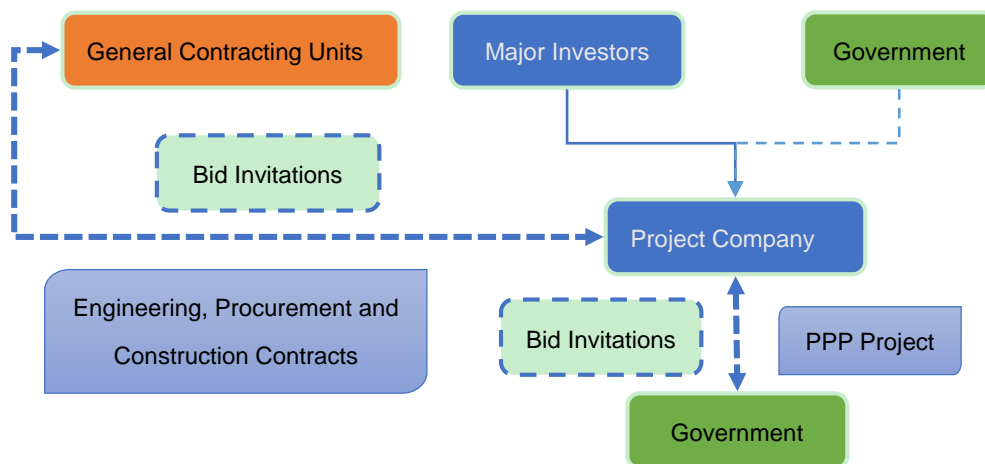 General Contracting Units
Major Investors
Government
Bid Invitations
Project Company
Engineering, Procurement and
Construction Contracts
Bid Invitations
PPP Project
Government